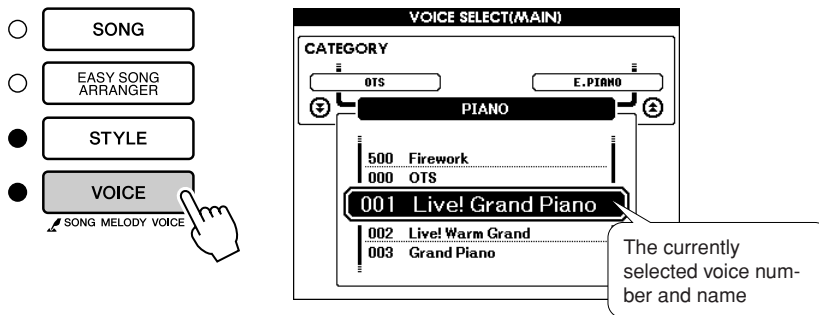 SONG
EASY SONG
ARRANGER
STYLE
VOICE
SONG MELODY VOICE
VOICE SELECT(MAIN)
CATEGORY
OTS
E.PIANO
PIANO
500 Firework
000 OTS
001 Live! Grand Piano
002 Live! Warm Grand
003 Grand Piano
The currently
selected voice num-
ber and name